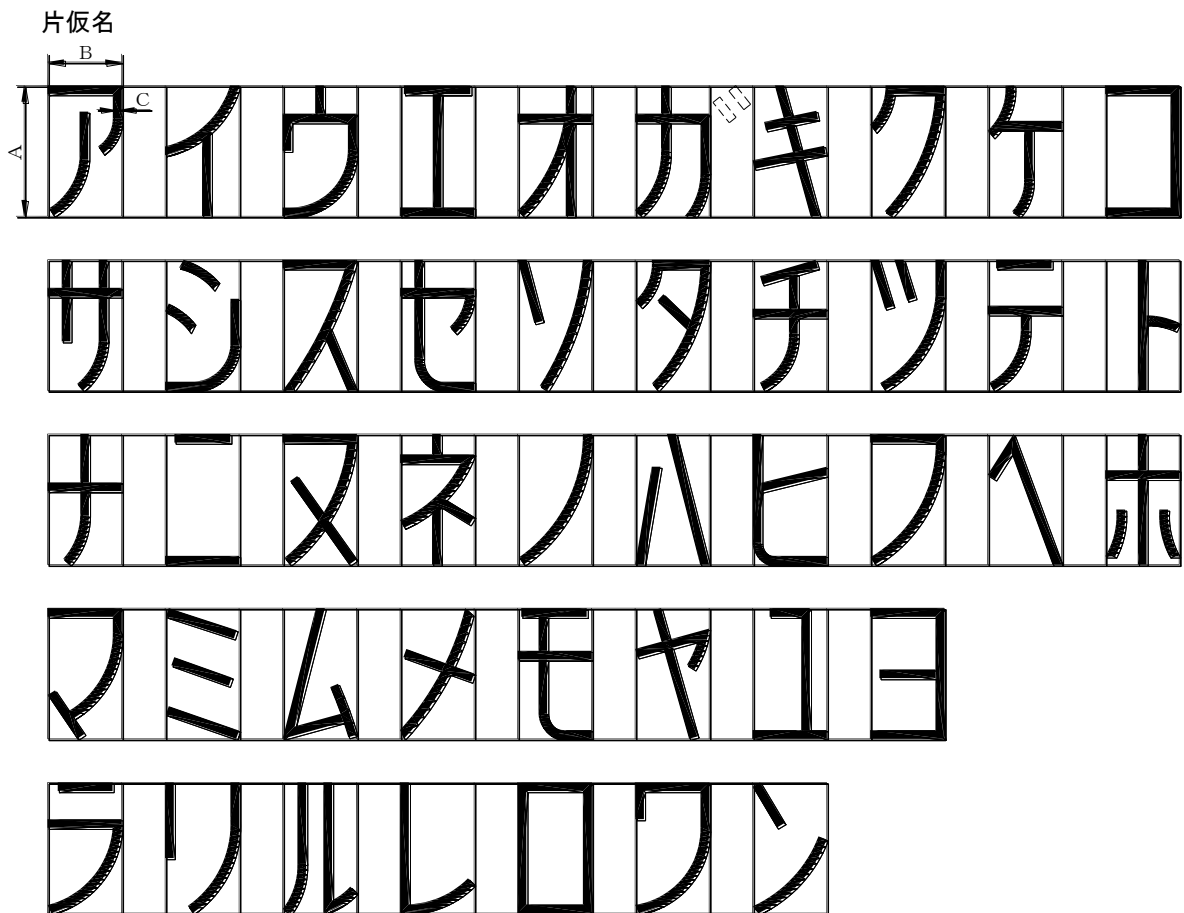 片仮名
B
C
A
アイウエオカキクケコ
サシスセソタチツテト
ナニヌネノハヒフヘホ
マミムメモヤユヨ
ラリルレロワン